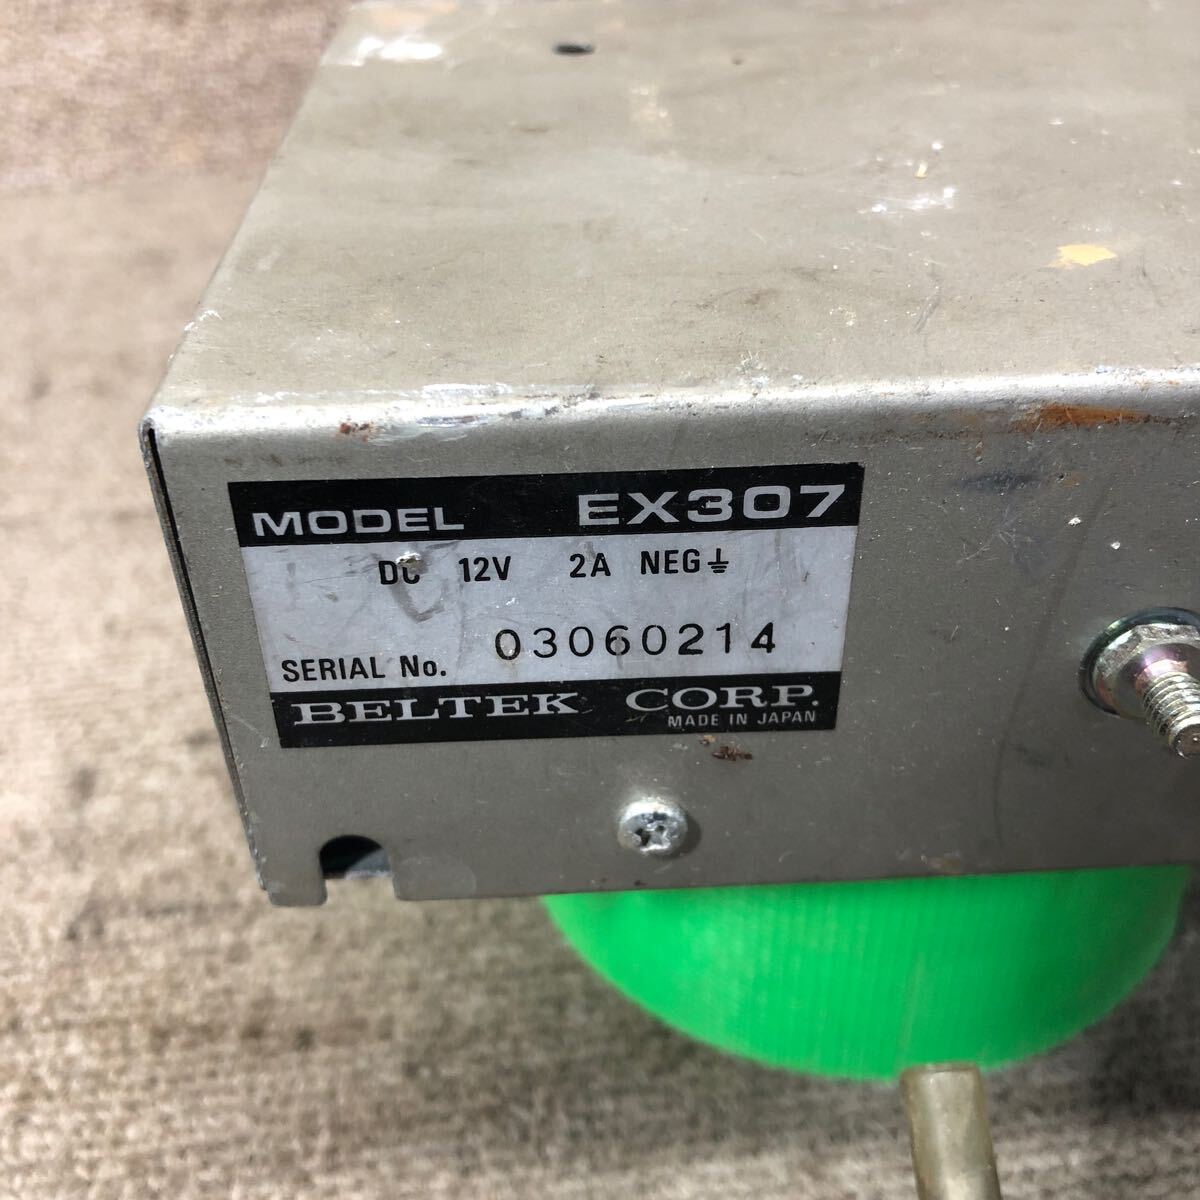 MODEL EX307
DC 12V 2A NEG⏚
SERIAL No. 03060214
BELTEK CORP.
MADE IN JAPAN